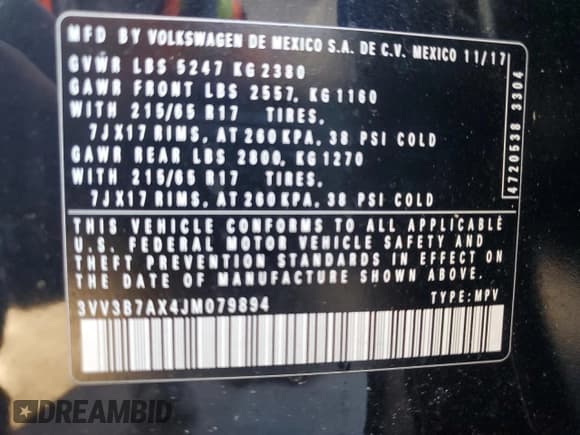 MFD BY VOLKSWAGEN DE MEXICO S.A. DE C.V. MEXICO 11/17
GVWR LBS 5247 KG 2380
GAWR FRONT LBS 2557, KG 1160
WITH 215/65 R17 TIRES,
7JX17 RIMS, AT 260 KPA, 38 PSI COLD
GAWR REAR LBS 2800, KG 1270
WITH 215/65 R17 TIRES,
7JX17 RIMS, AT 260 KPA, 38 PSI COLD
4720538 3304
THIS VEHICLE CONFORMS TO ALL APPLICABLE
U.S. FEDERAL MOTOR VEHICLE SAFETY AND
THEFT PREVENTION STANDARDS IN EFFECT ON
THE DATE OF MANUFACTURE SHOWN ABOVE.
3VV3B7AX4JM079894 TYPE: MPV
DREAMBID